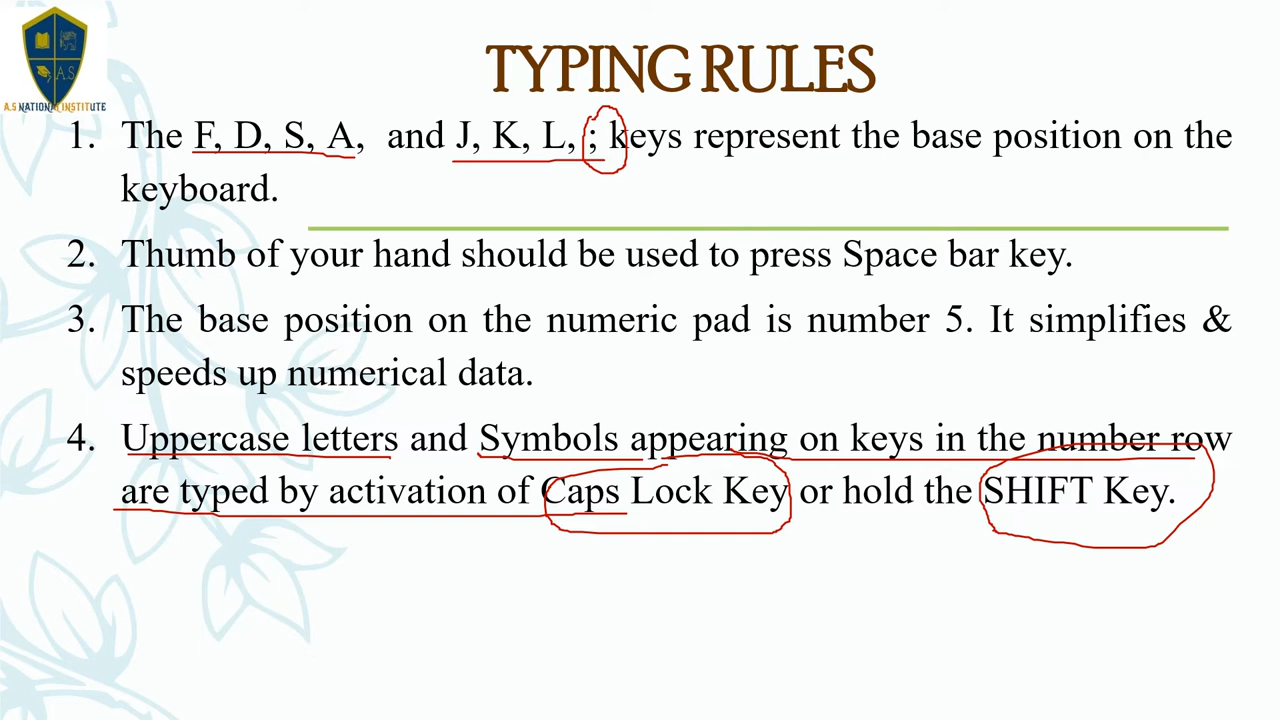 A.S
A.S NATIONAL INSTITUTE
TYPING RULES
1. The F, D, S, A, and J, K, L, ; keys represent the base position on the
keyboard.
2. Thumb of your hand should be used to press Space bar key.
3. The base position on the numeric pad is number 5. It simplifies &
speeds up numerical data.
4. Uppercase letters and Symbols appearing on keys in the number row
are typed by activation of Caps Lock Key or hold the SHIFT Key.